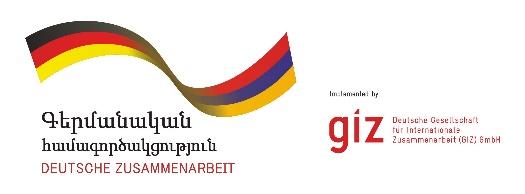 Գերմանական
համագործակցություն
DEUTSCHE ZUSAMMENARBEIT
Implemented by
giz
Deutsche Gesellschaft
für Internationale
Zusammenarbeit (GIZ) GmbH